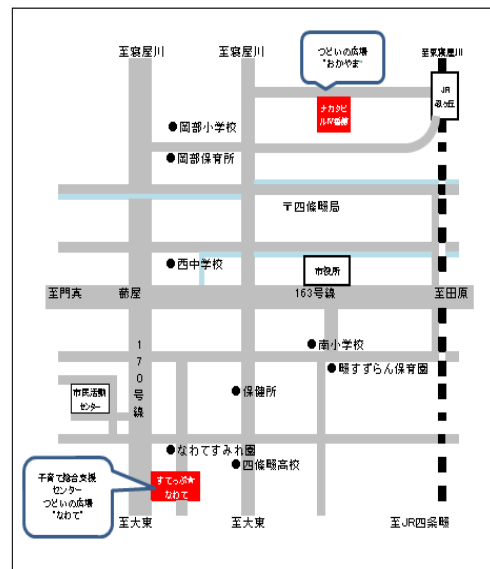 至寝屋川
至寝屋川
つどいの広場
"おかやま"
至東寝屋川
JR
忍ヶ丘
ナカタビ
ルⅣ番館
●岡部小学校
●岡部保育所
〒四條畷局
●西中学校
市役所
至門真
蔀屋
163号線
至田原
170号線
●南小学校
●畷すずらん保育園
市民活動
センター
●保健所
●なわてすみれ園
●四條畷高校
子育て総合支援
センター
つどいの広場
"なわて"
すてっぷ★
なわて
至大東
至大東
至JR四条畷